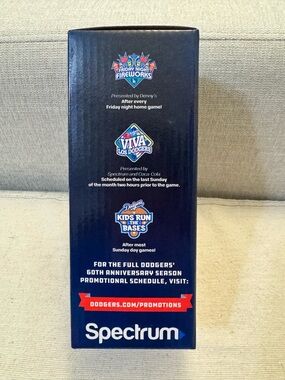 FRIDAY NIGHT
FIREWORKS
Presented by Denny's
After every
Friday night home game!
VIVA
LOS DODGERS
Presented by
Spectrum and Coca-Cola
Scheduled on the last Sunday
of the month two hours prior to the game.
Dodgers
KIDS RUN
THE
BASES
After most
Sunday day games!
FOR THE FULL DODGERS'
60TH ANNIVERSARY SEASON
PROMOTIONAL SCHEDULE, VISIT:
DODGERS.COM/PROMOTIONS
Spectrum